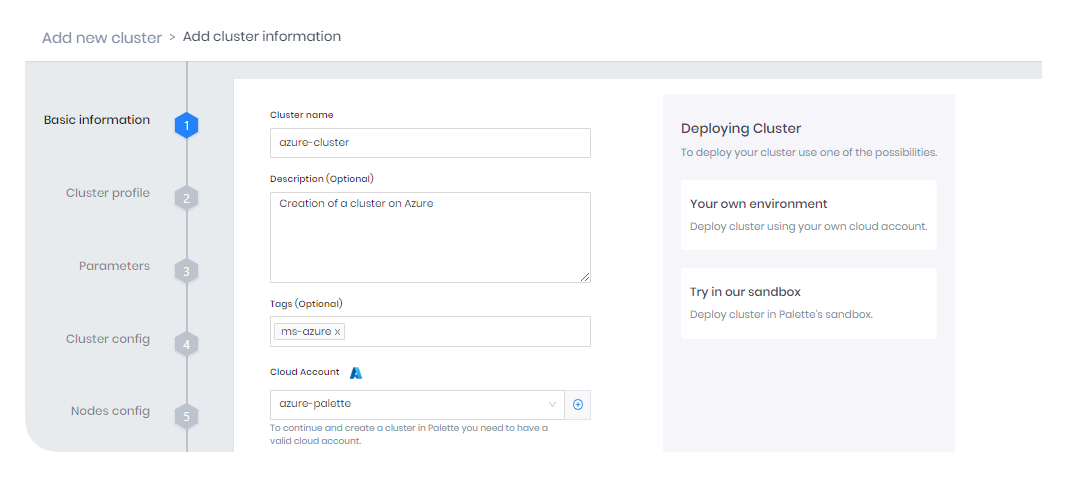 Add new cluster > Add cluster information
Basic information
1
Cluster profile
2
Parameters
3
Cluster config
4
Nodes config
5
Cluster name
azure-cluster
Description (Optional)
Creation of a cluster on Azure
Tags (Optional)
ms-azure x
Cloud Account
azure-palette
To continue and create a cluster in Palette you need to have a
valid cloud account.
Deploying Cluster
To deploy your cluster use one of the possibilities.
Your own environment
Deploy cluster using your own cloud account.
Try in our sandbox
Deploy cluster in Palette's sandbox.